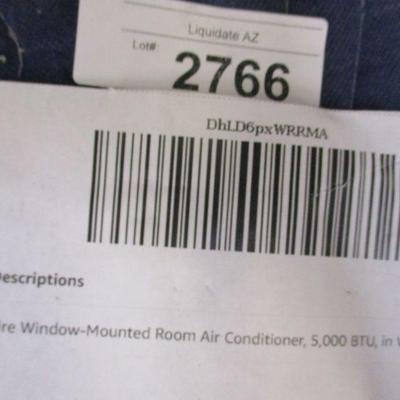 Liquidate AZ
Lot#: 2766
DhLD6pxWRRMA
escriptions
ire Window-Mounted Room Air Conditioner, 5,000 BTU, in